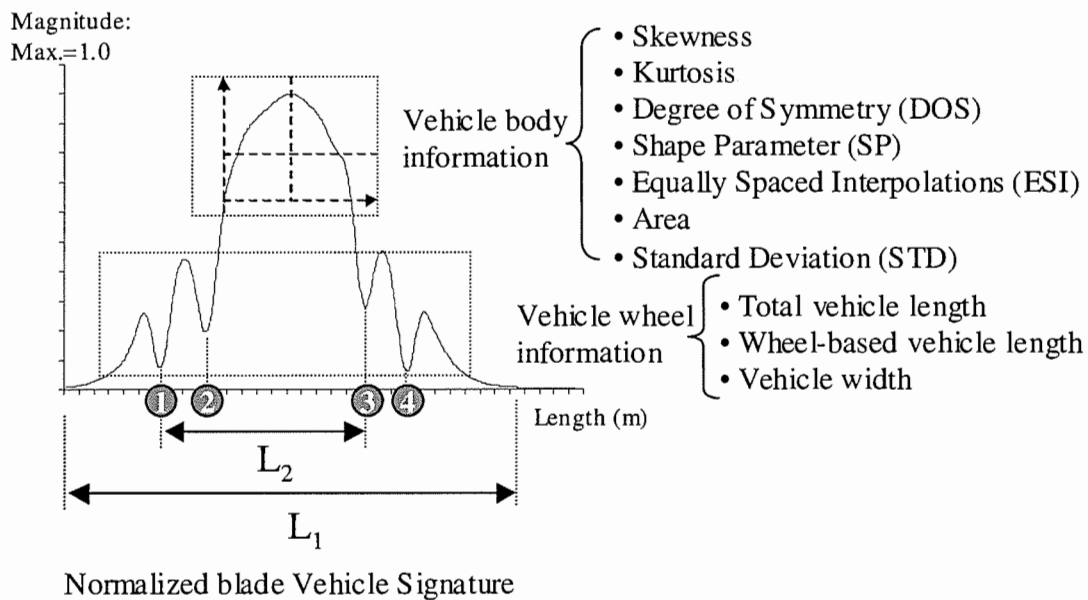 Magnitude:
Max.=1.0
Vehicle body
information
• Skewness
• Kurtosis
• Degree of Symmetry (DOS)
• Shape Parameter (SP)
• Equally Spaced Interpolations (ESI)
• Area
• Standard Deviation (STD)
Vehicle wheel
information
• Total vehicle length
• Wheel-based vehicle length
• Vehicle width
1 2 3 4
Length (m)
L₂
L₁
Normalized blade Vehicle Signature